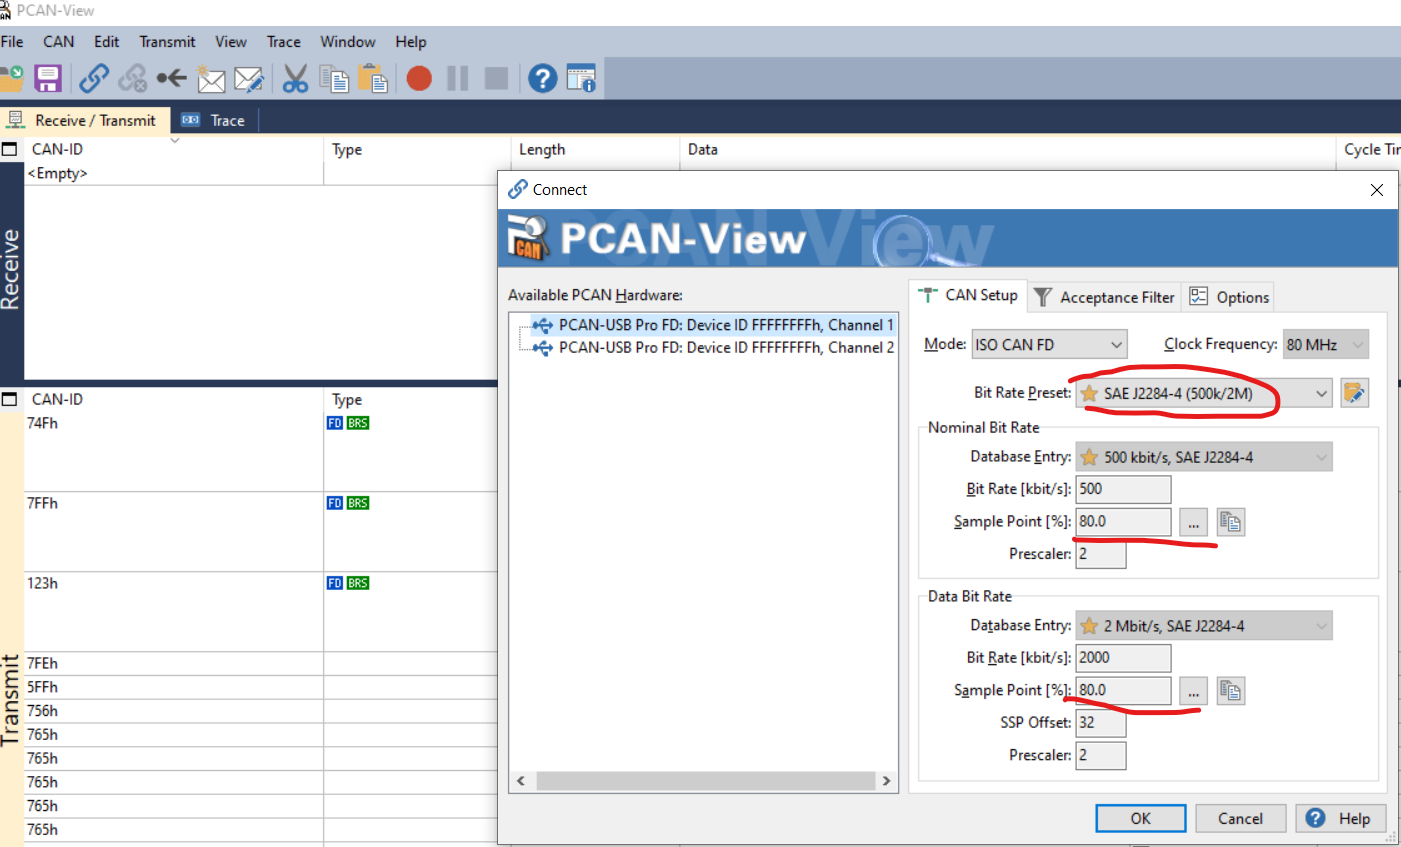 PCAN-View
File CAN Edit Transmit View Trace Window Help
Receive / Transmit Trace
CAN-ID Type Length Data Cycle Tir
<Empty>
Receive
Connect
PCAN-View
Available PCAN Hardware:
PCAN-USB Pro FD: Device ID FFFFFFFFh, Channel 1
PCAN-USB Pro FD: Device ID FFFFFFFFh, Channel 2
CAN Setup Acceptance Filter Options
Mode: ISO CAN FD Clock Frequency: 80 MHz
Bit Rate Preset: SAE J2284-4 (500k/2M)
Nominal Bit Rate
Database Entry: 500 kbit/s, SAE J2284-4
Bit Rate [kbit/s]: 500
Sample Point [%]: 80.0 ...
Prescaler: 2
Data Bit Rate
Database Entry: 2 Mbit/s, SAE J2284-4
Bit Rate [kbit/s]: 2000
Sample Point [%]: 80.0 ...
SSP Offset: 32
Prescaler: 2
OK Cancel Help
Transmit
CAN-ID Type
74Fh FD BRS
7FFh FD BRS
123h FD BRS
7FEh
5FFh
756h
765h
765h
765h
765h
765h